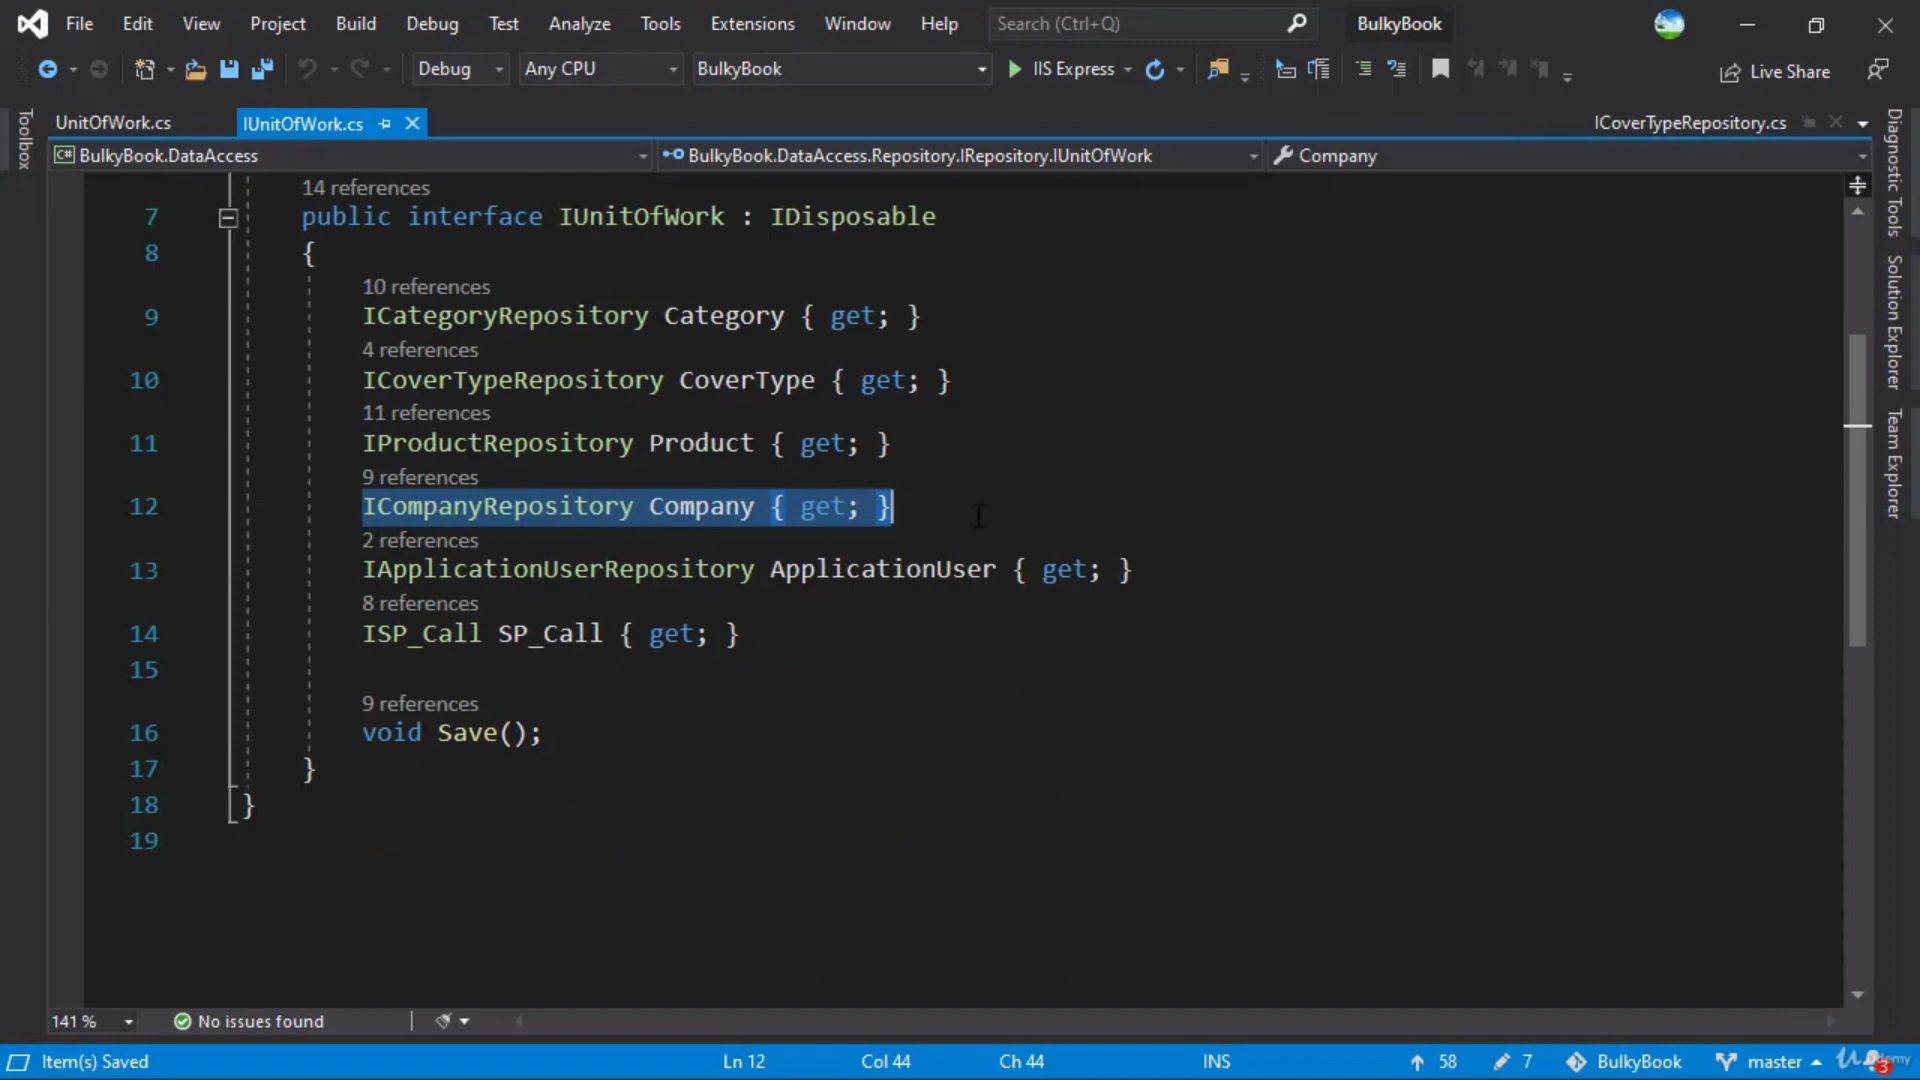 File Edit View Project Build Debug Test Analyze Tools Extensions Window Help Search (Ctrl+Q) BulkyBook
Debug Any CPU BulkyBook IIS Express Live Share
UnitOfWork.cs IUnitOfWork.cs ICoverTypeRepository.cs
C# BulkyBook.DataAccess BulkyBook.DataAccess.Repository.IRepository.IUnitOfWork Company
Toolbox
14 references
7 public interface IUnitOfWork : IDisposable
8 {
10 references
9 ICategoryRepository Category { get; }
4 references
10 ICoverTypeRepository CoverType { get; }
11 references
11 IProductRepository Product { get; }
9 references
12 ICompanyRepository Company { get; }
2 references
13 IApplicationUserRepository ApplicationUser { get; }
8 references
14 ISP_Call SP_Call { get; }
15
9 references
16 void Save();
17 }
18 }
19
Diagnostic Tools
Solution Explorer
Team Explorer
141 % No issues found
Item(s) Saved Ln 12 Col 44 Ch 44 INS 58 7 BulkyBook master 3